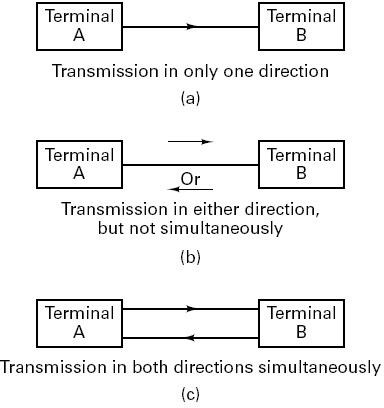 Terminal
A
Terminal
B
Transmission in only one direction
(a)
Terminal
A
Or
Terminal
B
Transmission in either direction,
but not simultaneously
(b)
Terminal
A
Terminal
B
Transmission in both directions simultaneously
(c)